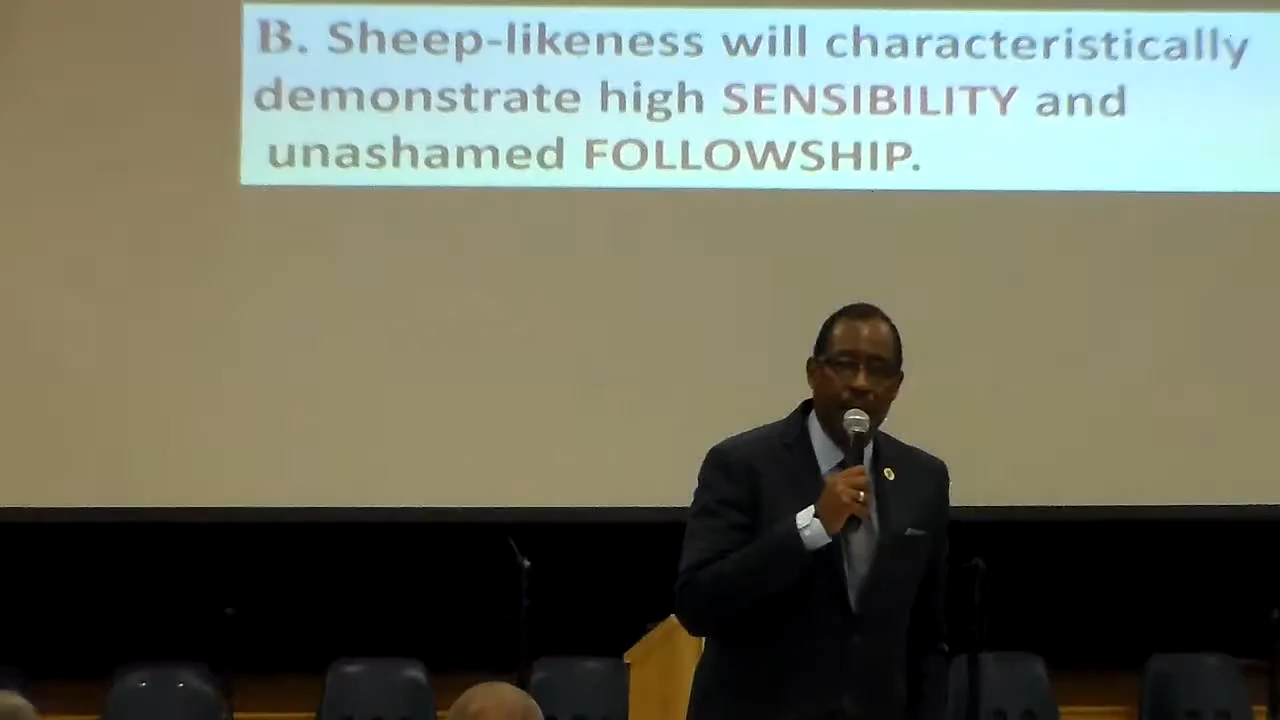 B. Sheep-likeness will characteristically
demonstrate high SENSIBILITY and
unashamed FOLLOWSHIP.